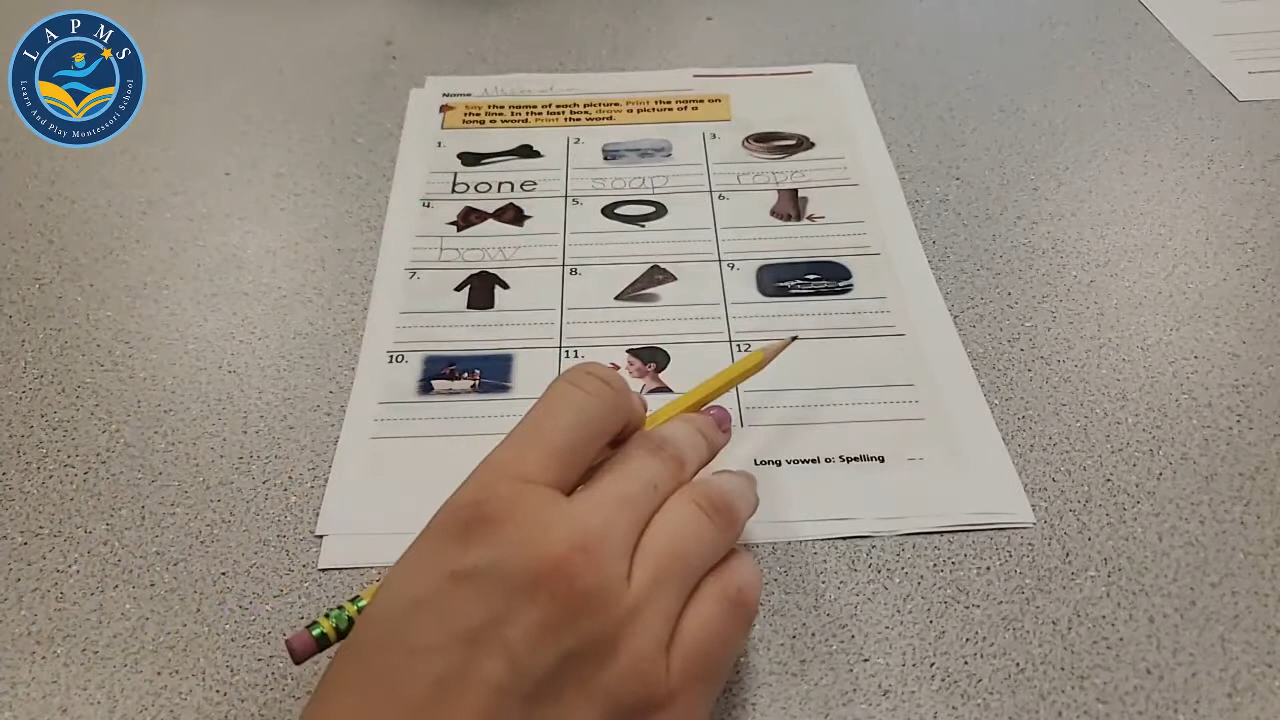 LAPMS
Learn And Play Montessori School
Name
Say the name of each picture. Print the name on
the line. In the last box, draw a picture of a
long o word. Print the word.
1. 2. 3.
bone soap rope
4. 5. 6.
bow
7. 8. 9.
10. 11. 12
Long vowel o: Spelling